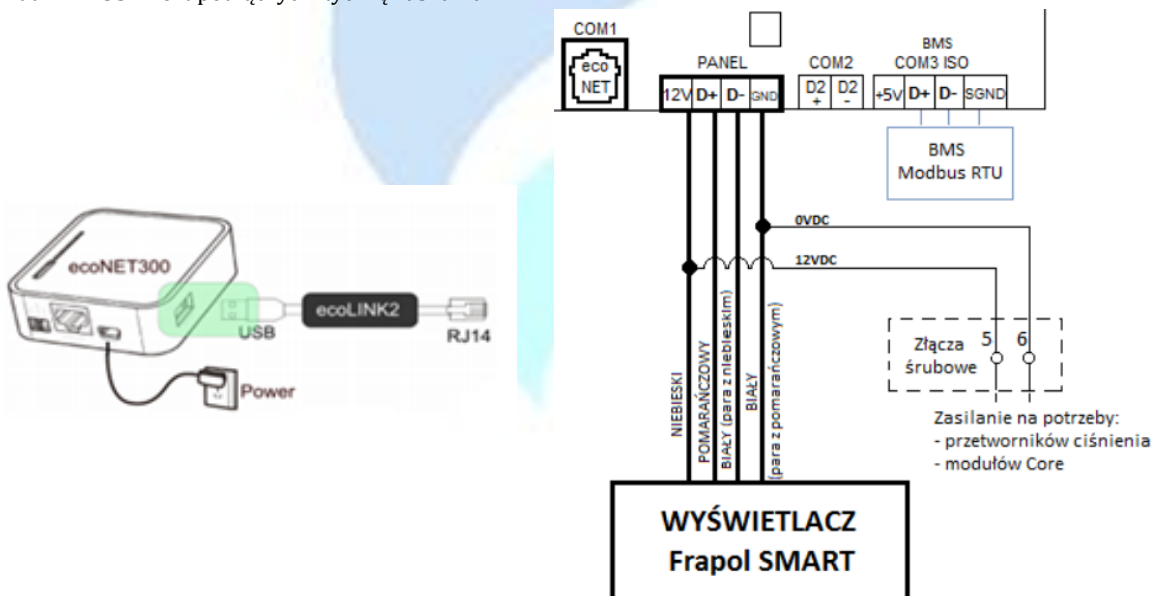 COM1
eco
NET
PANEL
12V D+ D- GND
COM2
D2 D2
+ -
BMS
COM3 ISO
+5V D+ D- SGND
BMS
Modbus RTU
0VDC
12VDC
ecoNET300
USB
ecoLINK2
RJ14
Power
NIEBIESKI
POMARAŃCZOWY
BIAŁY (para z niebieskim)
BIAŁY
(para z pomarańczowym)
Złącza
śrubowe
5 6
Zasilanie na potrzeby:
- przetworników ciśnienia
- modułów Core
WYŚWIETLACZ
Frapol SMART